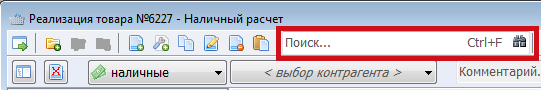 Реализация товара №6227 - Наличный расчет
Поиск... Ctrl+F
наличные < выбор контрагента > Комментарий.